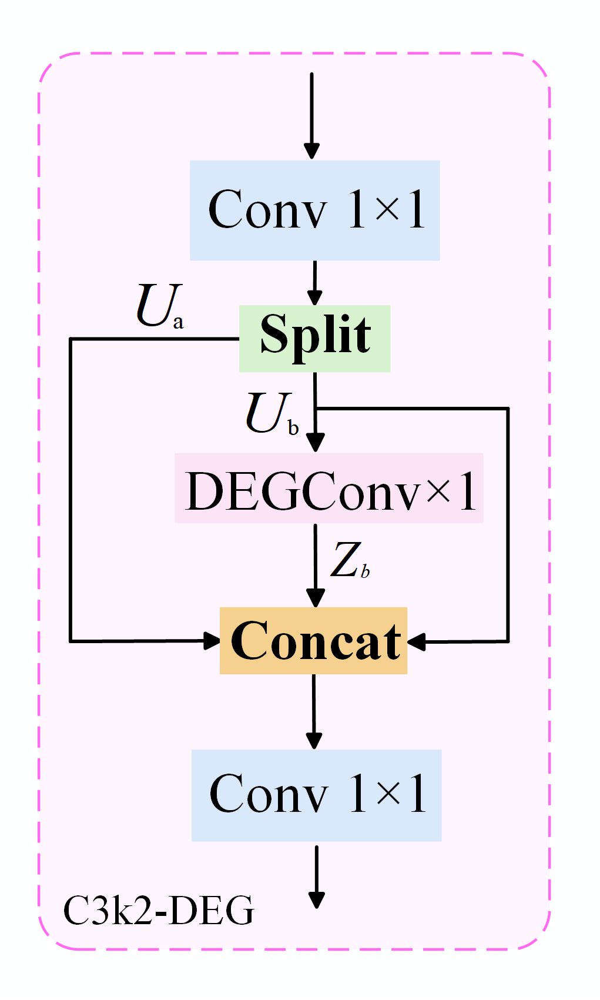 Conv 1×1
Ua
Split
Ub
DEGConv×1
Zb
Concat
Conv 1×1
C3k2-DEG